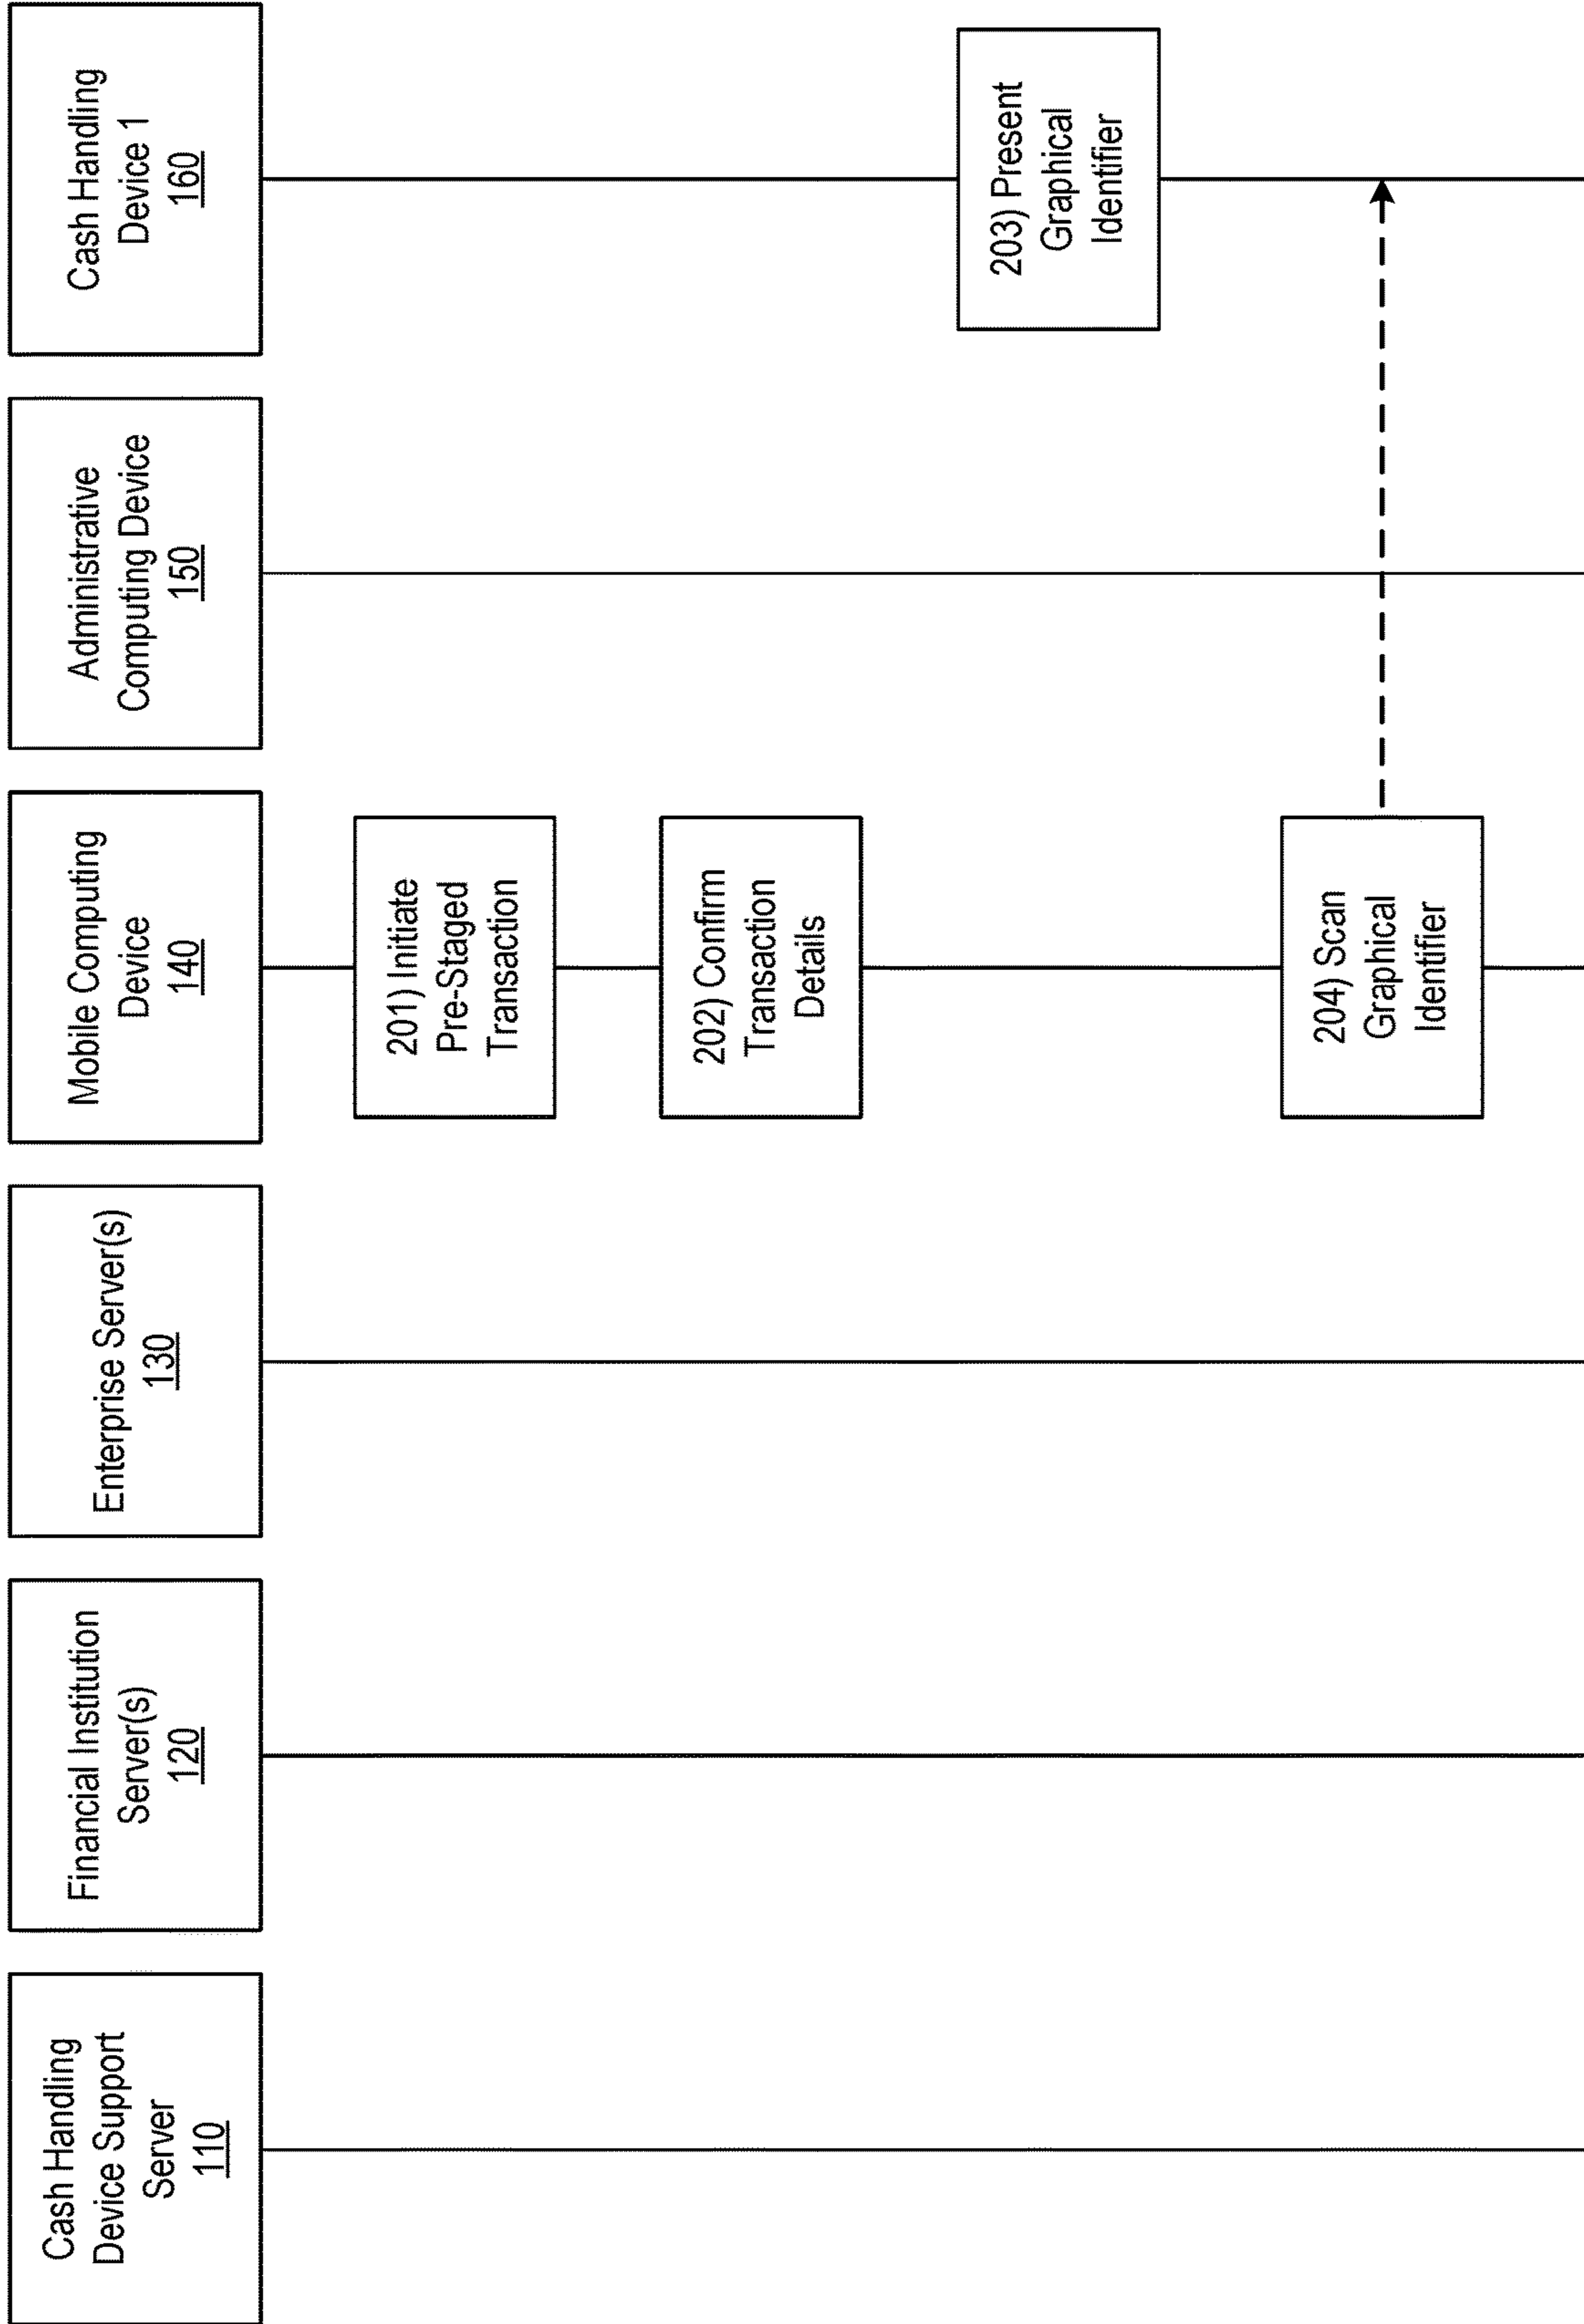 Cash Handling
Device Support
Server
110
Financial Institution
Server(s)
120
Enterprise Server(s)
130
Mobile Computing
Device
140
Administrative
Computing Device
150
Cash Handling
Device 1
160
201) Initiate
Pre-Staged
Transaction
202) Confirm
Transaction
Details
203) Present
Graphical
Identifier
204) Scan
Graphical
Identifier